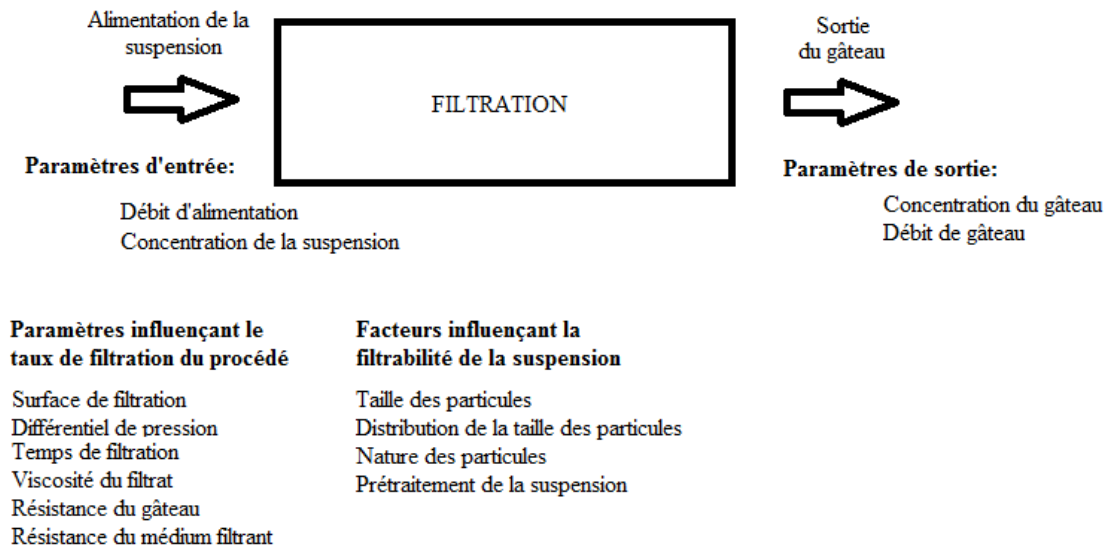 Alimentation de la
suspension
FILTRATION
Sortie
du gâteau
Paramètres d'entrée:
Débit d'alimentation
Concentration de la suspension
Paramètres de sortie:
Concentration du gâteau
Débit de gâteau
Paramètres influençant le
taux de filtration du procédé
Surface de filtration
Différentiel de pression
Temps de filtration
Viscosité du filtrat
Résistance du gâteau
Résistance du médium filtrant
Facteurs influençant la
filtrabilité de la suspension
Taille des particules
Distribution de la taille des particules
Nature des particules
Prétraitement de la suspension